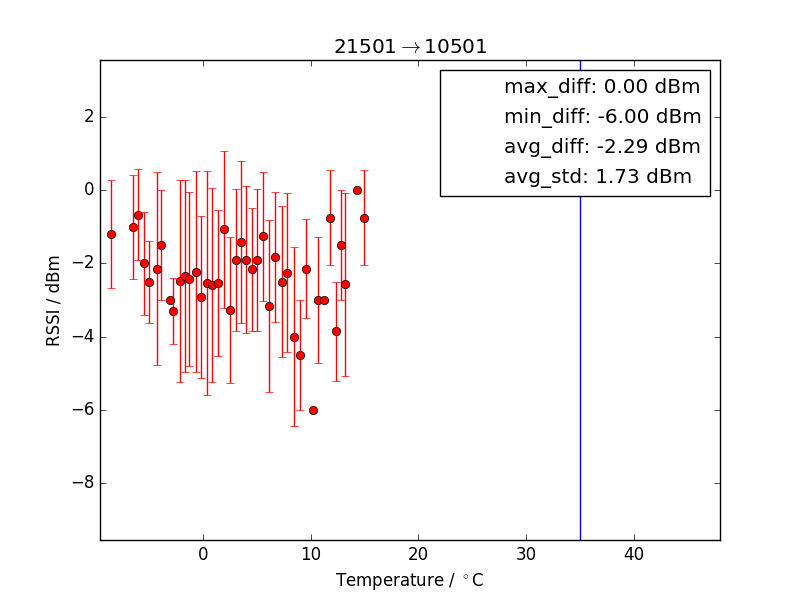 21501→10501
max_diff: 0.00 dBm
min_diff: -6.00 dBm
avg_diff: -2.29 dBm
avg_std: 1.73 dBm
RSSI / dBm
2
0
−2
−4
−6
−8
0 10 20 30 40
Temperature / °C